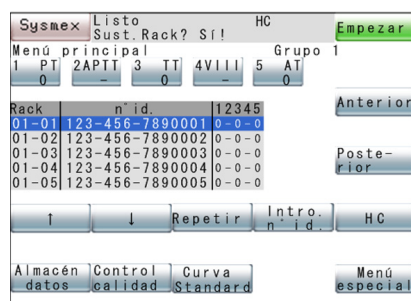 Sysmex Listo HC Empezar
Sust.Rack? Sí!
Menú principal Grupo 1
1 PT 2APTT 3 TT 4VIII 5 AT
0 – 0 – 0
Rack n°id. 12345
01-01 123-456-7890001 0-0-0
01-02 123-456-7890002 0-0-0
01-03 123-456-7890003 0-0-0
01-04 123-456-7890004 0-0-0
01-05 123-456-7890005 0-0-0
Anterior
Poste-
rior
↑ ↓ Repetir Intro. n°id. HC
Almacén datos Control calidad Curva Standard Menú especial